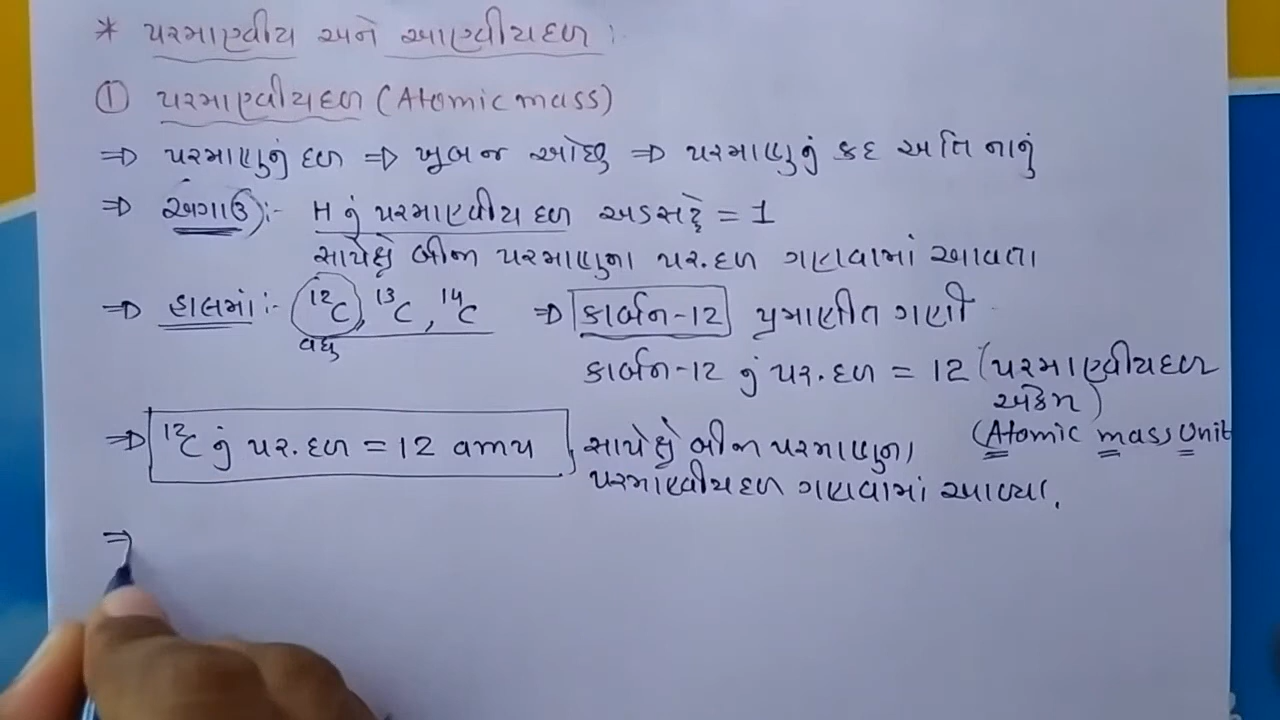 * પરમાણ્વીય અને આણ્વીયદળ :
① પરમાણ્વીયદળ (Atomic mass)
⇒ પરમાણુનું દળ ⇒ ખૂબ જ ઓછુ ⇒ પરમાણુનું કદ અતિ નાનું
⇒ અગાઉ :- H નું પરમાણ્વીય દળ અડસટ્ટે = 1
સાપેક્ષે બીજા પરમાણુના પર.દળ ગણવામાં આવતા
⇒ હાલમાં :- ¹²C, ¹³C, ¹⁴C ⇒ કાર્બન-12 પ્રમાણીત ગણી
વધુ
કાર્બન-12 નું પર.દળ = 12 (પરમાણ્વીયદળ
એકમ)
(Atomic mass Unit
⇒ ¹²C નું પર.દળ = 12 amu, સાપેક્ષે બીજા પરમાણુના
પરમાણ્વીયદળ ગણવામાં આવ્યા.
⇒